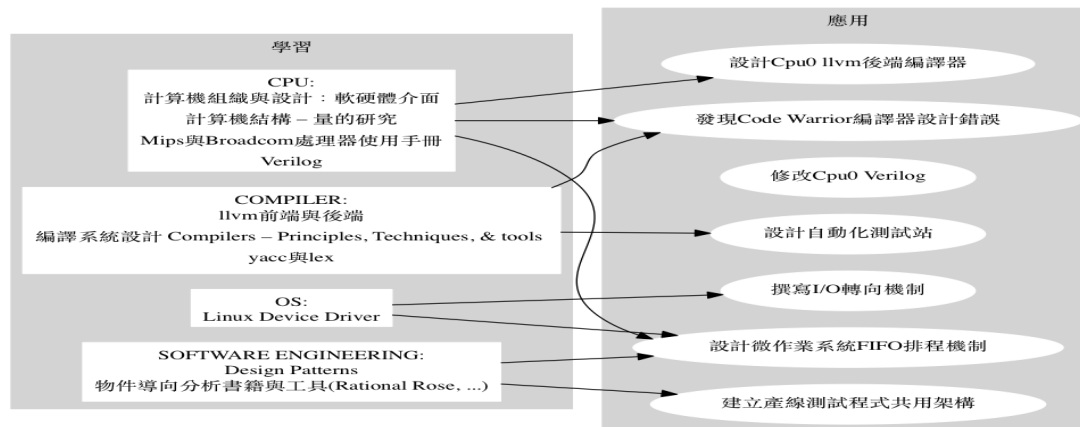 學習
CPU:
計算機組織與設計：軟硬體介面
計算機結構 – 量的研究
Mips與Broadcom處理器使用手冊
Verilog
COMPILER:
llvm前端與後端
編譯系統設計 Compilers – Principles, Techniques, & tools
yacc與lex
OS:
Linux Device Driver
SOFTWARE ENGINEERING:
Design Patterns
物件導向分析書籍與工具(Rational Rose, ...)
應用
設計Cpu0 llvm後端編譯器
發現Code Warrior編譯器設計錯誤
修改Cpu0 Verilog
設計自動化測試站
撰寫I/O轉向機制
設計微作業系統FIFO排程機制
建立產線測試程式共用架構